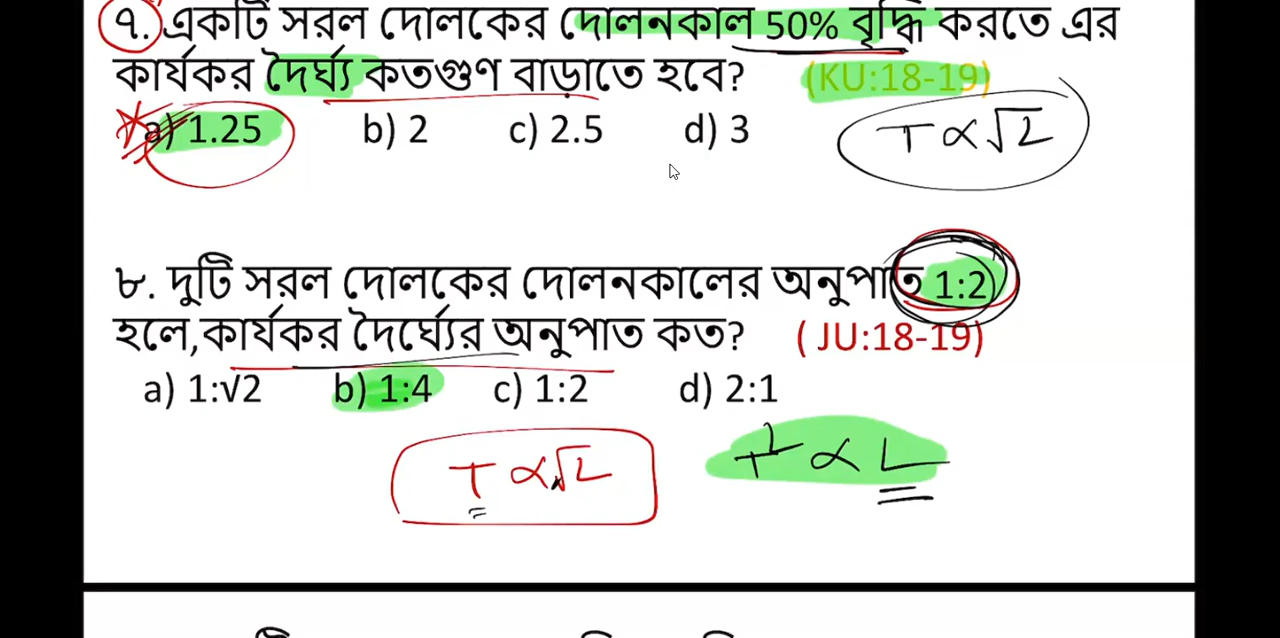 ৭. একটি সরল দোলকের দোলনকাল 50% বৃদ্ধি করতে এর
কার্যকর দৈর্ঘ্য কতগুণ বাড়াতে হবে? (KU:18-19)
a) 1.25 b) 2 c) 2.5 d) 3
T∝√L
৮. দুটি সরল দোলকের দোলনকালের অনুপাত 1:2
হলে,কার্যকর দৈর্ঘ্যের অনুপাত কত? ( JU:18-19)
a) 1:√2 b) 1:4 c) 1:2 d) 2:1
T∝√L T²∝L